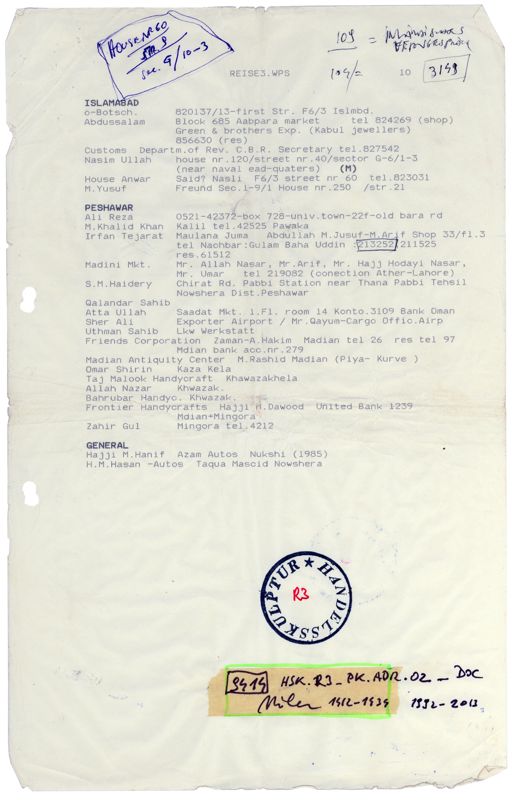 HOUSE NR 60
STR 9
sec. G/10-3
109 = INLANDISCHES
104/=
10
3149
REISE3.WPS
ISLAMABAD
o-Botsch. 820137/13-first Str. F6/3 Islmbd.
Abdussalam Block 685 Aabpara market tel 824269 (shop)
Green & brothers Exp. (Kabul jewellers)
856630 (res)
Customs Departm.of Rev. C.B.R. Secretary tel.827542
Nasim Ullah house nr.120/street nr.40/sector G-6/1-3
(near naval ead-quaters) (M)
House Anwar Said? Nasli F6/3 street nr 60 tel.823031
M.Yusuf Freund Sec.I-9/1 House nr.250 /str.21
PESHAWAR
Ali Reza 0521-42372-box 728-univ.town-22f-old bara rd
M.Khalid Khan Kalil tel.42525 Pawaka
Irfan Tejarat Maulana Juma Abdullah M.Jusuf-M.Arif Shop 33/fl.3
tel Nachbar:Gulam Baha Uddin :213252/211525
res.61512
Madini Mkt. Mr. Allah Nasar, Mr.Arif, Mr. Hajj Hodayi Nasar,
Mr. Umar tel 219082 (conection Ather-Lahore)
S.M.Haidery Chirat Rd. Pabbi Station near Thana Pabbi Tehsil
Nowshera Dist.Peshawar
Qalandar Sahib
Atta Ullah Saadat Mkt. 1.Fl. room 14 Konto.3109 Bank Oman
Sher Ali Exporter Airport / Mr.Qayum-Cargo Offic.Airp
Uthman Sahib Lkw Werkstatt
Friends Corporation Zaman-A.Hakim Madian tel 26 res tel 97
Mdian bank acc.nr.279
Madian Antiquity Center M.Rashid Madian (Piya- Kurve )
Omar Shirin Kaza Kela
Taj Malook Handycraft Khawazakhela
Allah Nazar Khwazak.
Bahrubar Handyc. Khwazak.
Frontier Handycrafts Hajji M.Dawood United Bank 1239
Mdian+Mingora
Zahir Gul Mingora tel.4212
GENERAL
Hajji M.Hanif Azam Autos Nukshi (1985)
H.M.Hasan -Autos Taqua Mascid Nowshera
HANDELSSKULPTUR ★
R3
3414 HSK.R3_PK.ADR.02_DOC
1912-1934 1992-2013